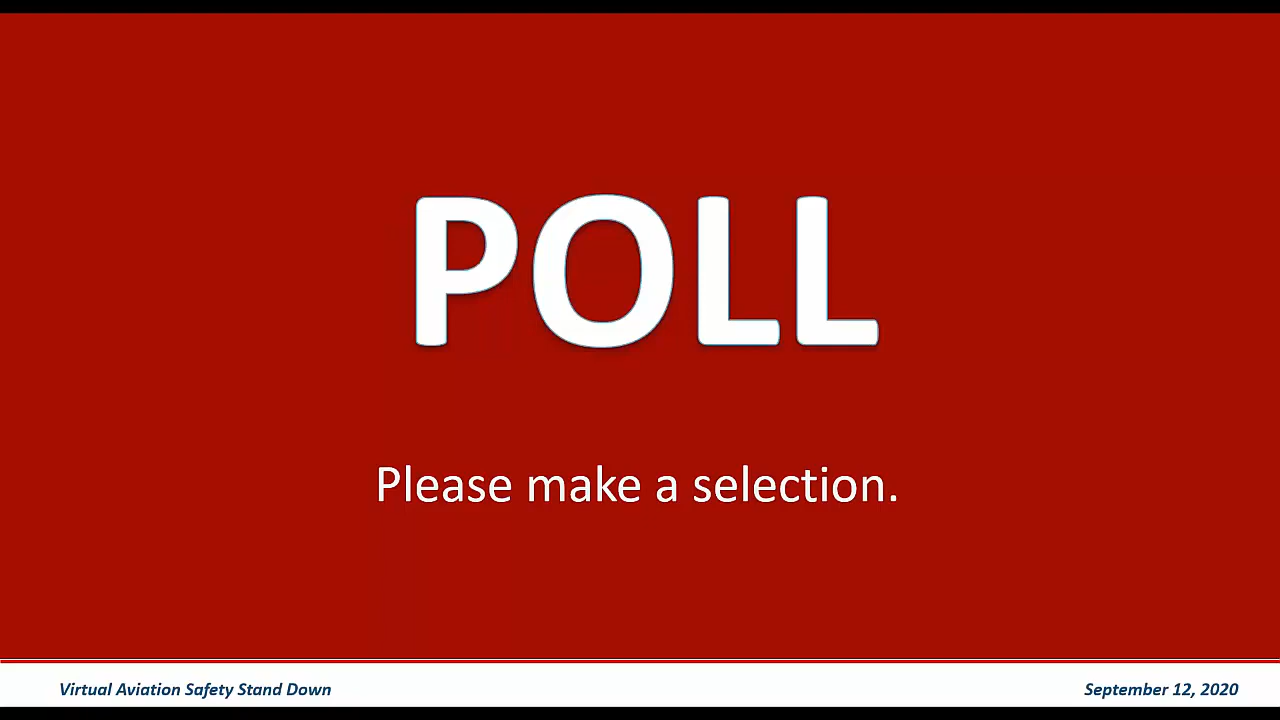 POLL
Please make a selection.
Virtual Aviation Safety Stand Down
September 12, 2020